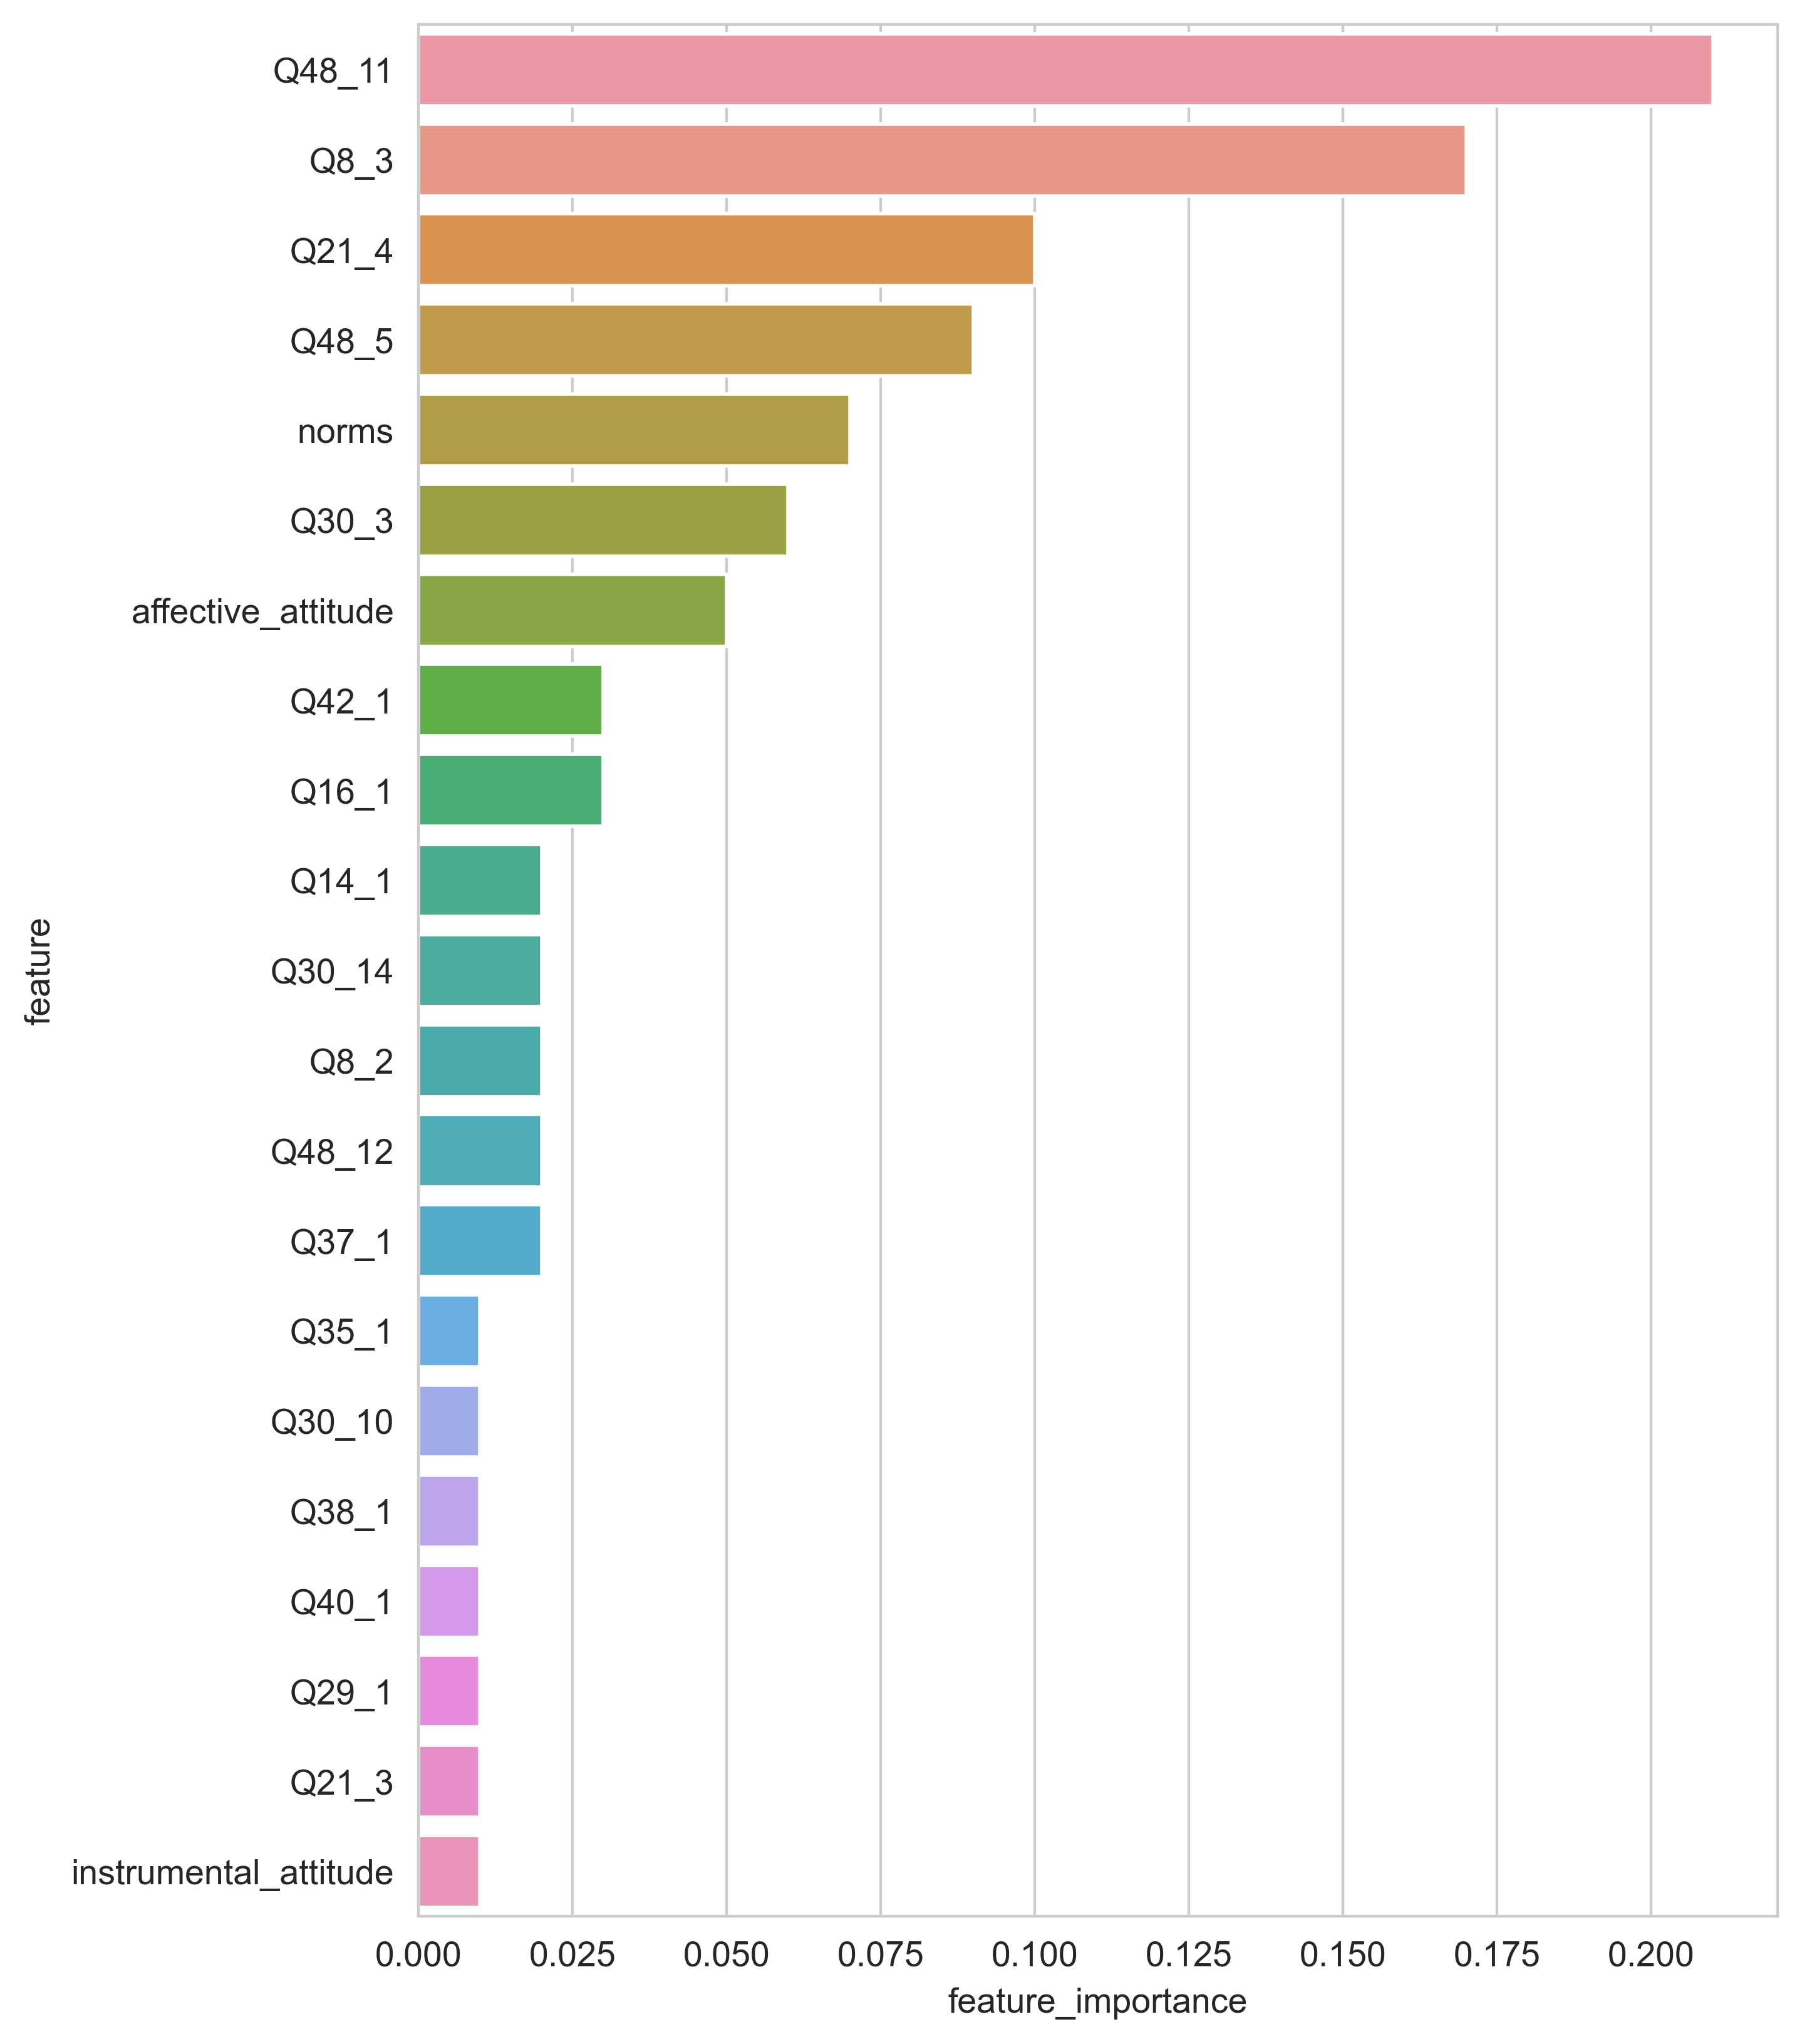 Q48_11
Q8_3
Q21_4
Q48_5
norms
Q30_3
affective_attitude
Q42_1
Q16_1
Q14_1
Q30_14
Q8_2
Q48_12
Q37_1
Q35_1
Q30_10
Q38_1
Q40_1
Q29_1
Q21_3
instrumental_attitude
feature
0.000 0.025 0.050 0.075 0.100 0.125 0.150 0.175 0.200
feature_importance